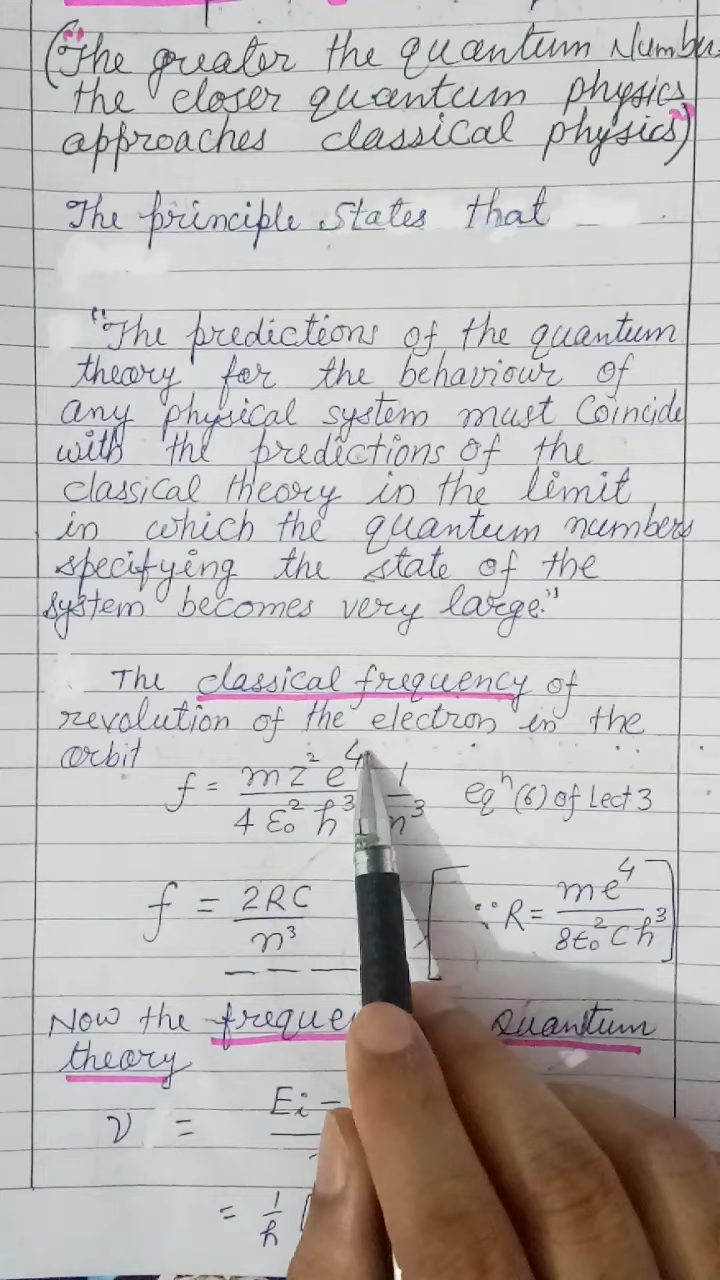 ("The greater the quantum Number
the closer quantum physics
approaches classical physics")
The principle States that
"The predictions of the quantum
theory for the behaviour of
any physical system must Coincide
with the predictions of the
classical theory in the limit
in which the quantum numbers
specifying the state of the
system becomes very large."
The classical frequency of
revolution of the electron in the
orbit
f = mz²e⁴ / 4ε₀²ħ³ 1/n³ eqⁿ(6) of Lect 3
f = 2RC / n³ [∵R = me⁴ / 8ε₀²Cħ³]
Now the Quantum
theory
ν = Ei -
= 1/ħ [